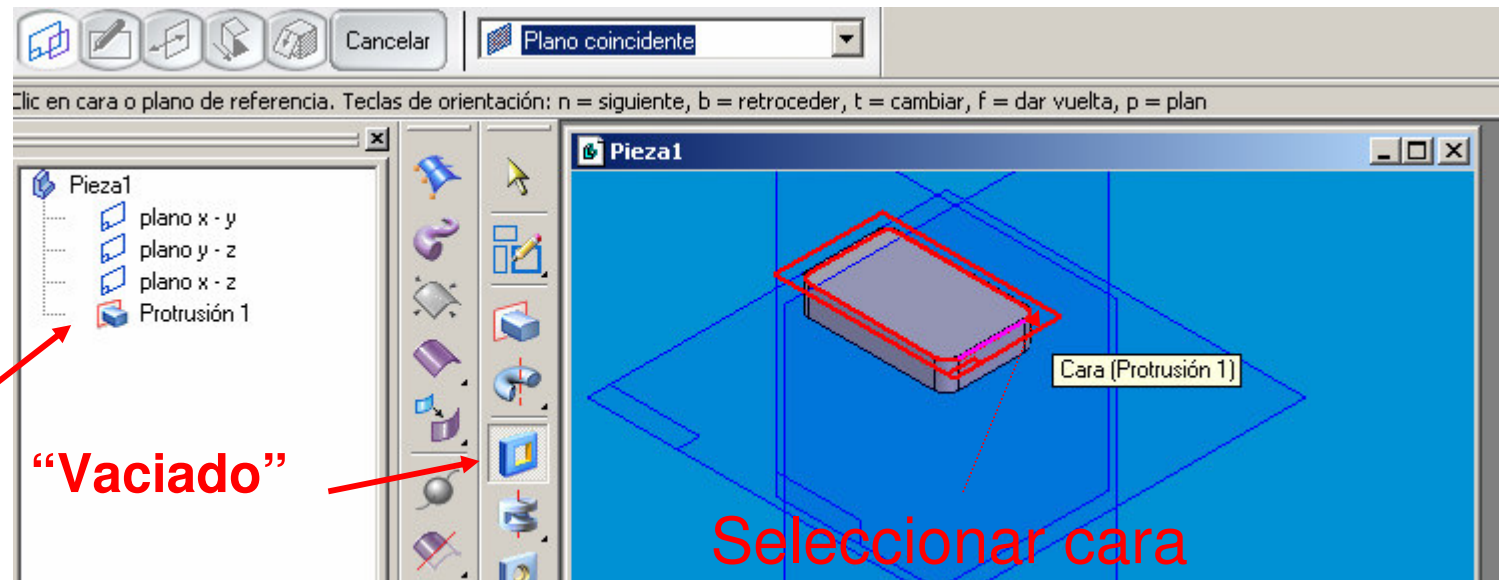 Cancelar
Plano coincidente
Clic en cara o plano de referencia. Teclas de orientación: n = siguiente, b = retroceder, t = cambiar, f = dar vuelta, p = plan
Pieza1
plano x - y
plano y - z
plano x - z
Protrusión 1
Pieza1
Cara (Protrusión 1)
“Vaciado”
Seleccionar cara